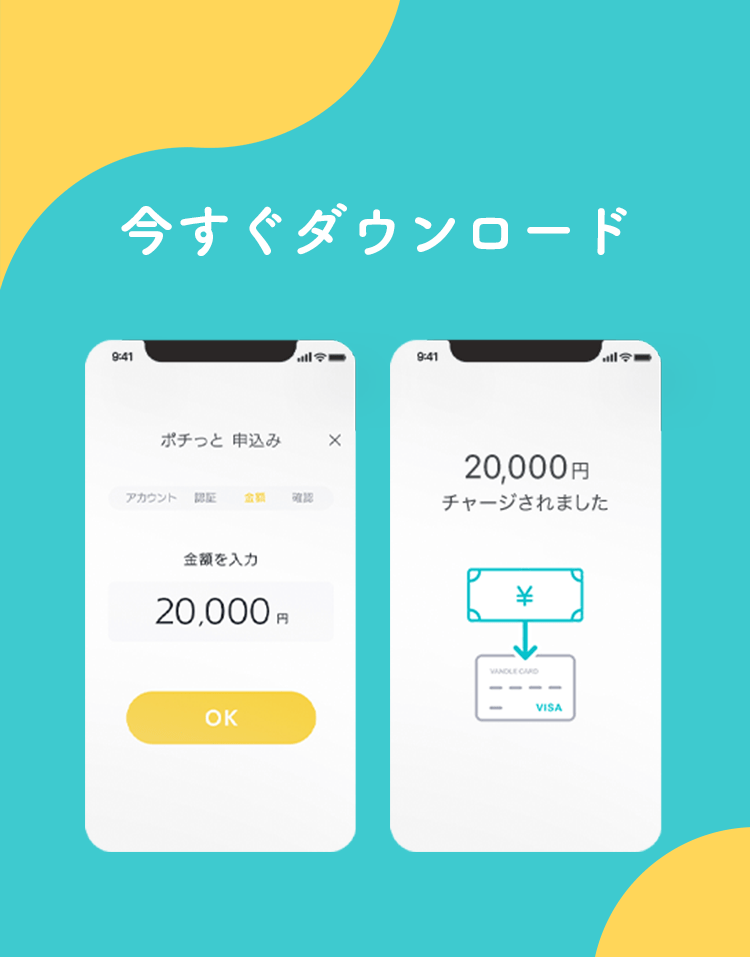 今すぐダウンロード
9:41
ポチっと 申込み
アカウント 認証 金額 確認
金額を入力
20,000 円
OK
9:41
20,000円
チャージされました
¥
VANDLE CARD
VISA